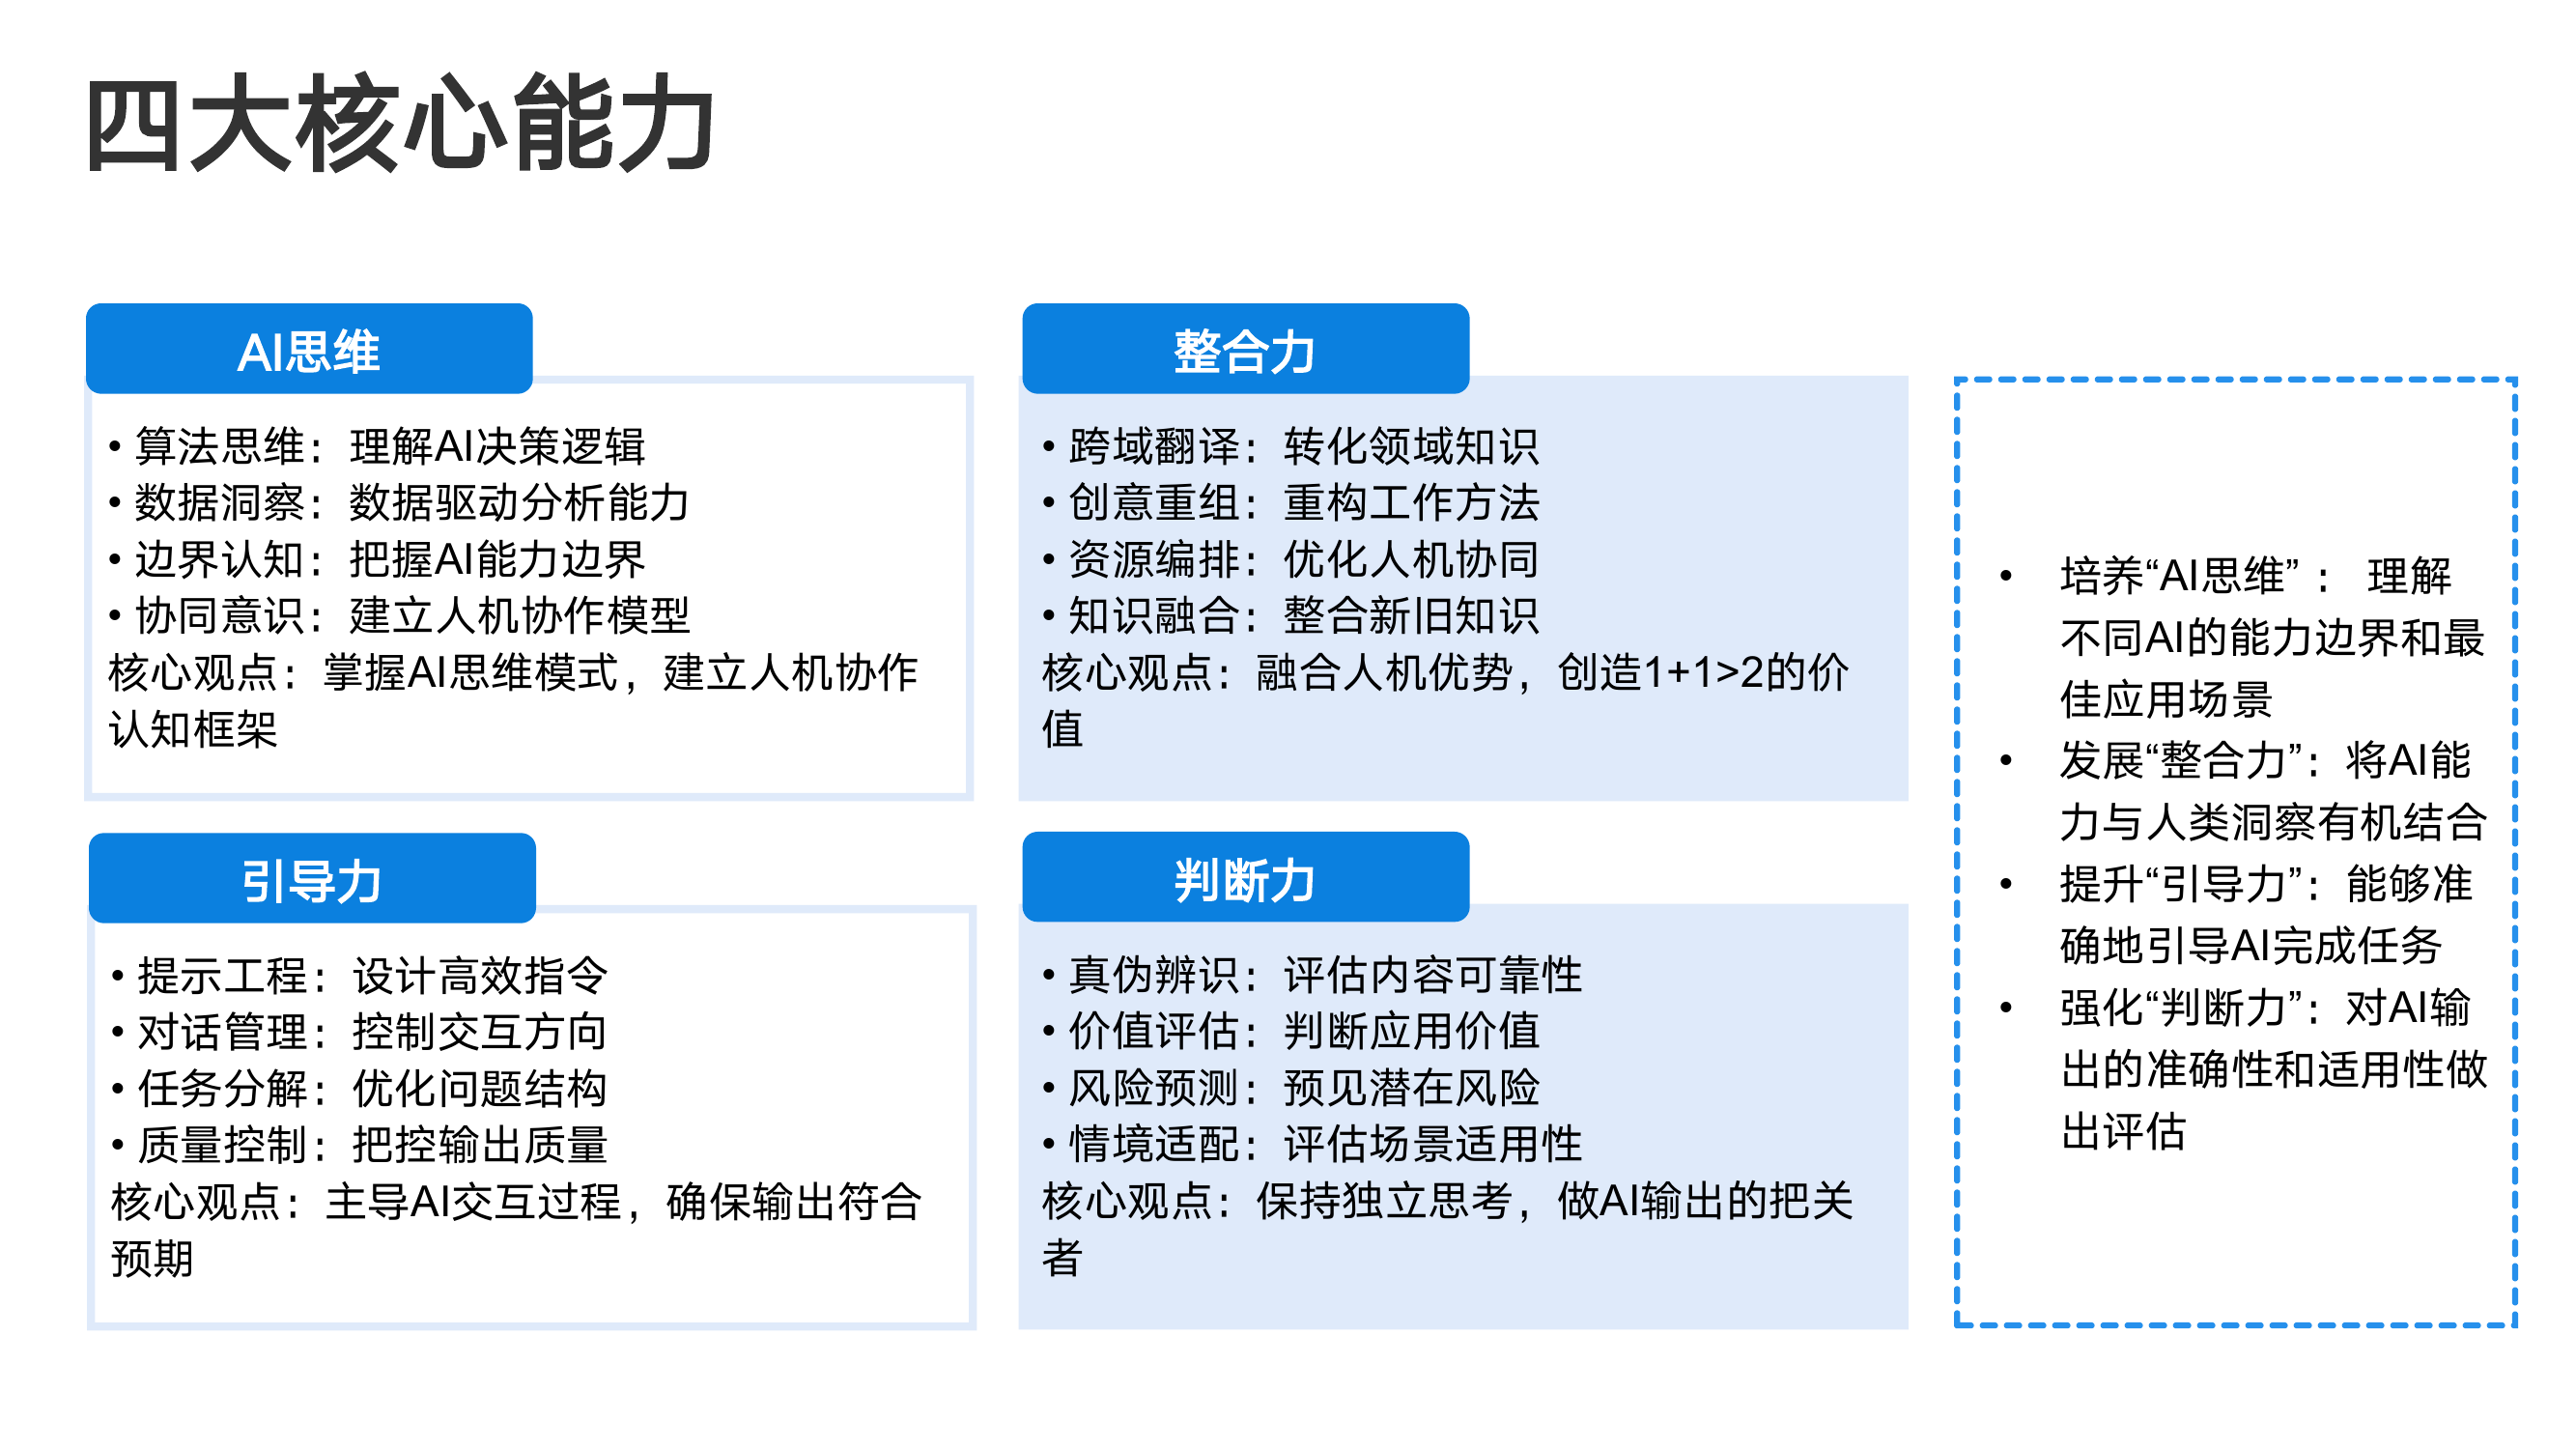 四大核心能力
AI思维
• 算法思维：理解AI决策逻辑
• 数据洞察：数据驱动分析能力
• 边界认知：把握AI能力边界
• 协同意识：建立人机协作模型
核心观点：掌握AI思维模式，建立人机协作
认知框架
整合力
• 跨域翻译：转化领域知识
• 创意重组：重构工作方法
• 资源编排：优化人机协同
• 知识融合：整合新旧知识
核心观点：融合人机优势，创造1+1>2的价
值
引导力
• 提示工程：设计高效指令
• 对话管理：控制交互方向
• 任务分解：优化问题结构
• 质量控制：把控输出质量
核心观点：主导AI交互过程，确保输出符合
预期
判断力
• 真伪辨识：评估内容可靠性
• 价值评估：判断应用价值
• 风险预测：预见潜在风险
• 情境适配：评估场景适用性
核心观点：保持独立思考，做AI输出的把关
者
• 培养“AI思维”： 理解
不同AI的能力边界和最
佳应用场景
• 发展“整合力”：将AI能
力与人类洞察有机结合
• 提升“引导力”：能够准
确地引导AI完成任务
• 强化“判断力”：对AI输
出的准确性和适用性做
出评估